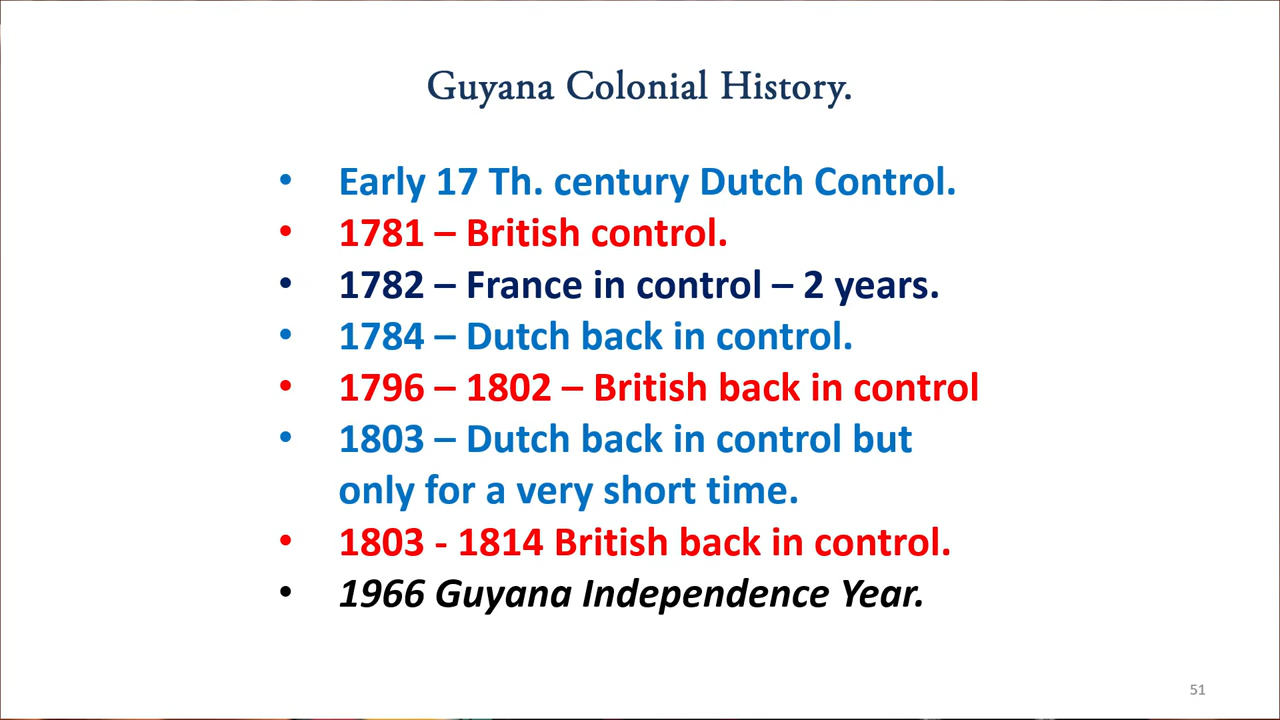 Guyana Colonial History.
• Early 17 Th. century Dutch Control.
• 1781 – British control.
• 1782 – France in control – 2 years.
• 1784 – Dutch back in control.
• 1796 – 1802 – British back in control
• 1803 – Dutch back in control but
only for a very short time.
• 1803 - 1814 British back in control.
• 1966 Guyana Independence Year.
51